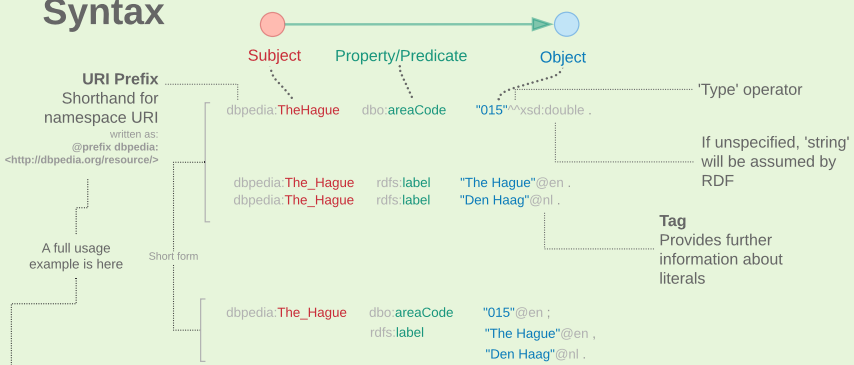 Syntax
Subject
Property/Predicate
Object
URI Prefix
Shorthand for
namespace URI
written as:
@prefix dbpedia:
<http://dbpedia.org/resource/>
dbpedia:TheHague dbo:areaCode "015"^^xsd:double .
'Type' operator
If unspecified, 'string'
will be assumed by
RDF
dbpedia:The_Hague rdfs:label "The Hague"@en .
dbpedia:The_Hague rdfs:label "Den Haag"@nl .
Tag
Provides further
information about
literals
A full usage
example is here
Short form
dbpedia:The_Hague dbo:areaCode "015"@en ;
rdfs:label "The Hague"@en ,
"Den Haag"@nl .